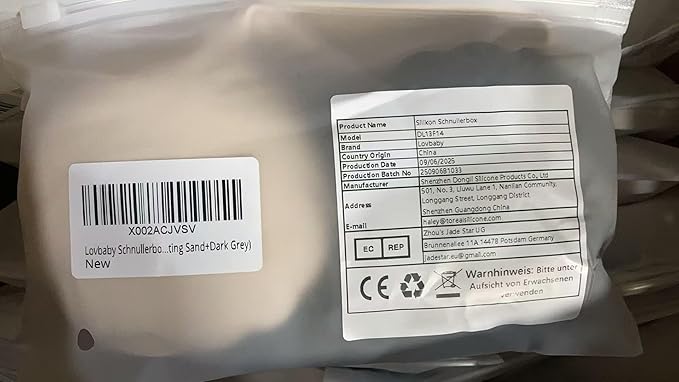 X002ACJVSV
Lovbaby Schnullerbo...ting Sand+Dark Grey)
New
Product Name Silikon Schnullerbox
Model DL13F14
Brand Lovbaby
Country Origin China
Production Date 09/06/2025
Production Batch No 250906B1033
Manufacturer Shenzhen Dongli Silicone Products Co, Ltd
Address 501, No. 3, Liuwu Lane 1, Nanlian Community,
Longgang Street, Longgang District
Shenzhen Guangdong China
E-mail haley@torealsilicone.com
EC REP Zhou's Jade Star UG
Brunnenallee 11A 14478 Potsdam Germany
jadestar.eu@gmail.com
CE Warnhinweis: Bitte unter
Aufsicht von Erwachsenen
verwenden